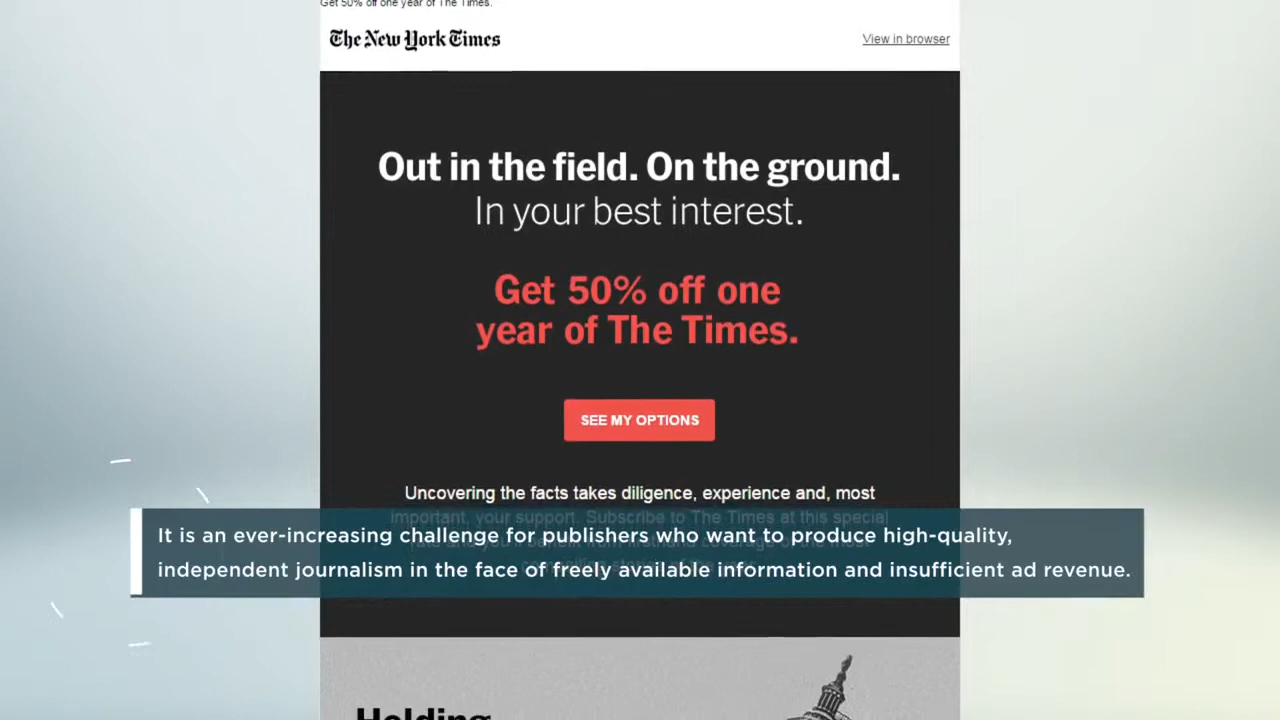 Get 50% off one year of The Times.
The New York Times
View in browser
Out in the field. On the ground.
In your best interest.
Get 50% off one
year of The Times.
SEE MY OPTIONS
Uncovering the facts takes diligence, experience and, most
important, your support. Subscribe to The Times at this special
It is an ever-increasing challenge for publishers who want to produce high-quality,
independent journalism in the face of freely available information and insufficient ad revenue.
Holding